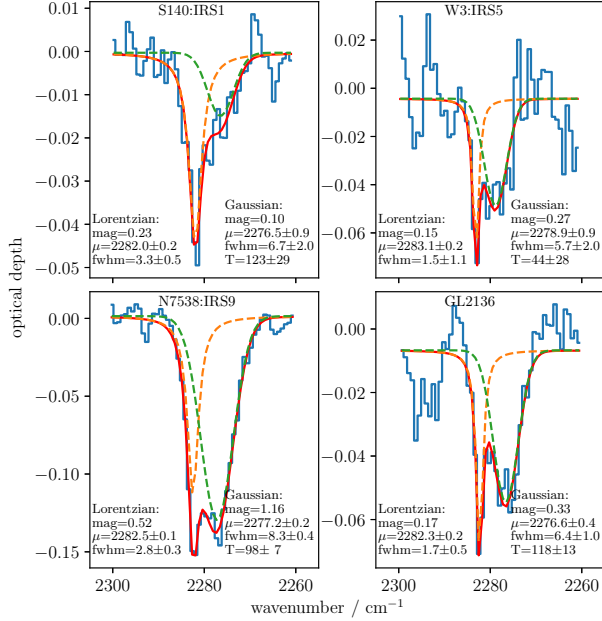 S140:IRS1
W3:IRS5
0.01
0.00
−0.01
−0.02
−0.03
−0.04
−0.05
Lorentzian:
mag=0.23
μ=2282.0±0.2
fwhm=3.3±0.5
Gaussian:
mag=0.10
μ=2276.5±0.9
fwhm=6.7±2.0
T=123±29
0.02
0.00
−0.02
−0.04
−0.06
Lorentzian:
mag=0.15
μ=2283.1±0.2
fwhm=1.5±1.1
Gaussian:
mag=0.27
μ=2278.9±0.9
fwhm=5.7±2.0
T=44±28
optical depth
N7538:IRS9
GL2136
0.00
−0.05
−0.10
−0.15
Lorentzian:
mag=0.52
μ=2282.5±0.1
fwhm=2.8±0.3
Gaussian:
mag=1.16
μ=2277.2±0.2
fwhm=8.3±0.4
T=98± 7
0.00
−0.02
−0.04
−0.06
Lorentzian:
mag=0.17
μ=2282.3±0.2
fwhm=1.7±0.5
Gaussian:
mag=0.33
μ=2276.6±0.4
fwhm=6.4±1.0
T=118±13
2300 2280 2260
2300 2280 2260
wavenumber / cm⁻¹